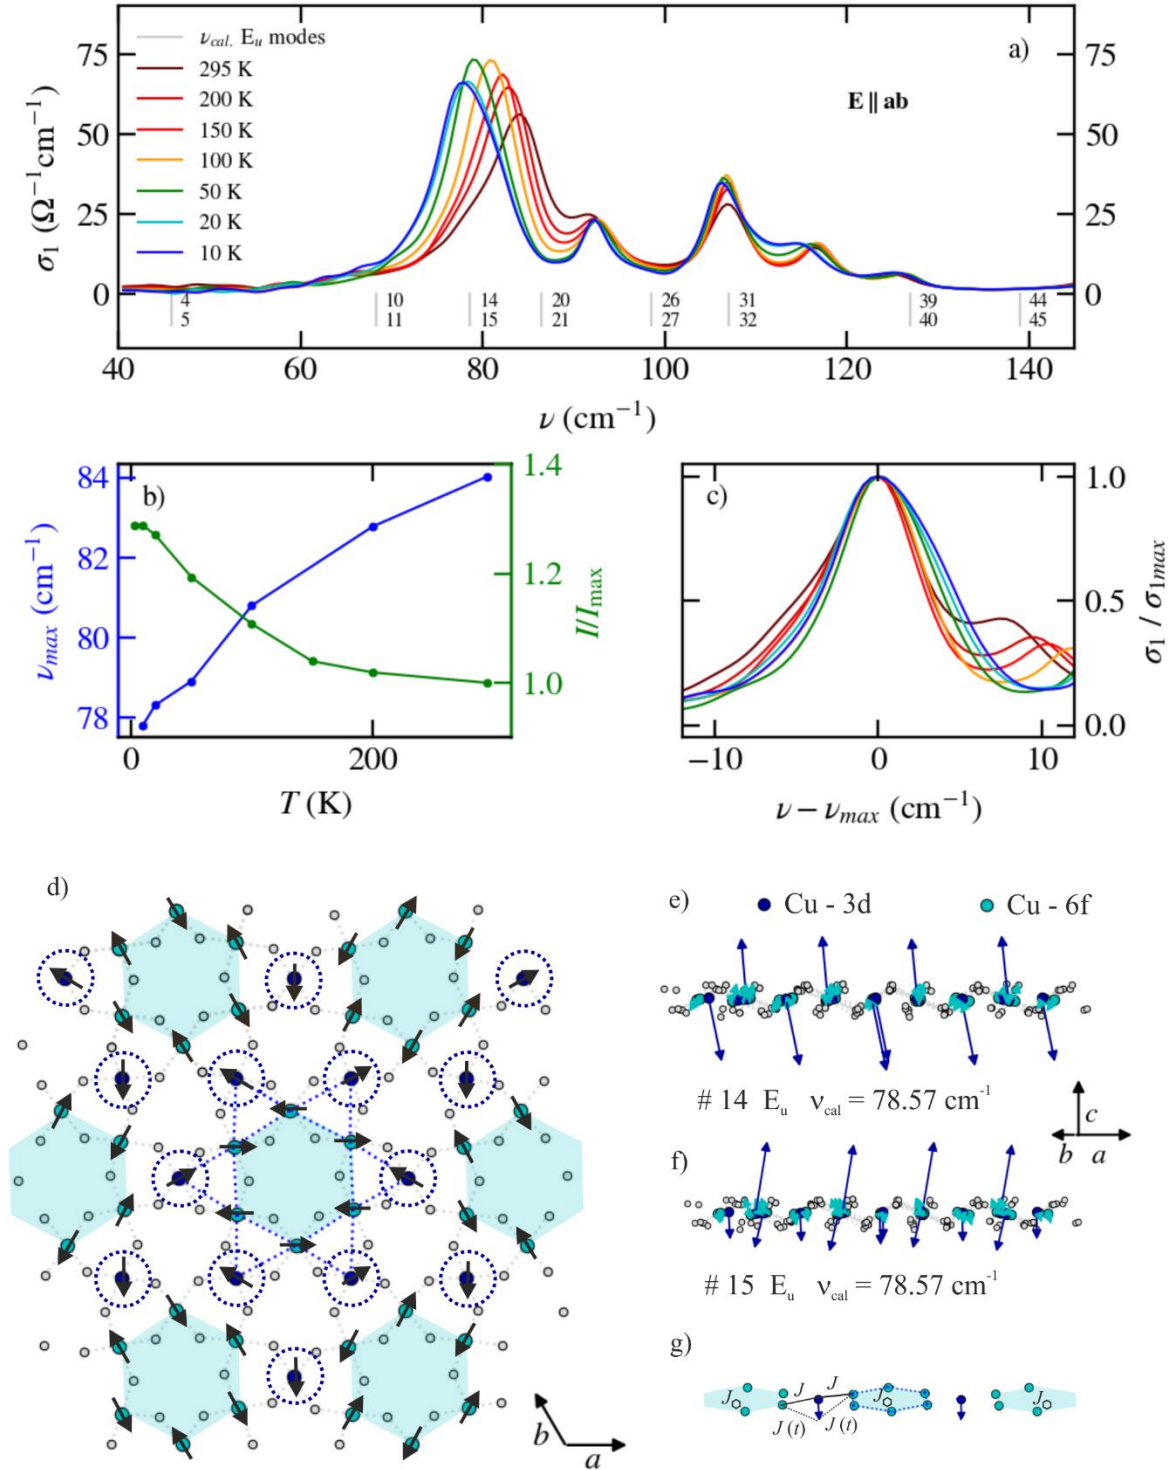 a)
E ∥ ab
ν_cal. E_u modes
295 K
200 K
150 K
100 K
50 K
20 K
10 K
75
50
25
0
75
50
25
0
σ₁ (Ω⁻¹cm⁻¹)
4 10 14 20 26 31 39 44
5 11 15 21 27 32 40 45
40 60 80 100 120 140
ν (cm⁻¹)
b)
84
82
80
78
ν_max (cm⁻¹)
1.4
1.2
1.0
I/I_max
0 200
T (K)
c)
1.0
0.5
0.0
σ₁ / σ₁max
−10 0 10
ν − ν_max (cm⁻¹)
d)
b
a
e)
Cu - 3d
Cu - 6f
# 14 E_u ν_cal = 78.57 cm⁻¹
c
b a
f)
# 15 E_u ν_cal = 78.57 cm⁻¹
g)
J⬡ J J J⬡ J⬡
J (t) J (t)